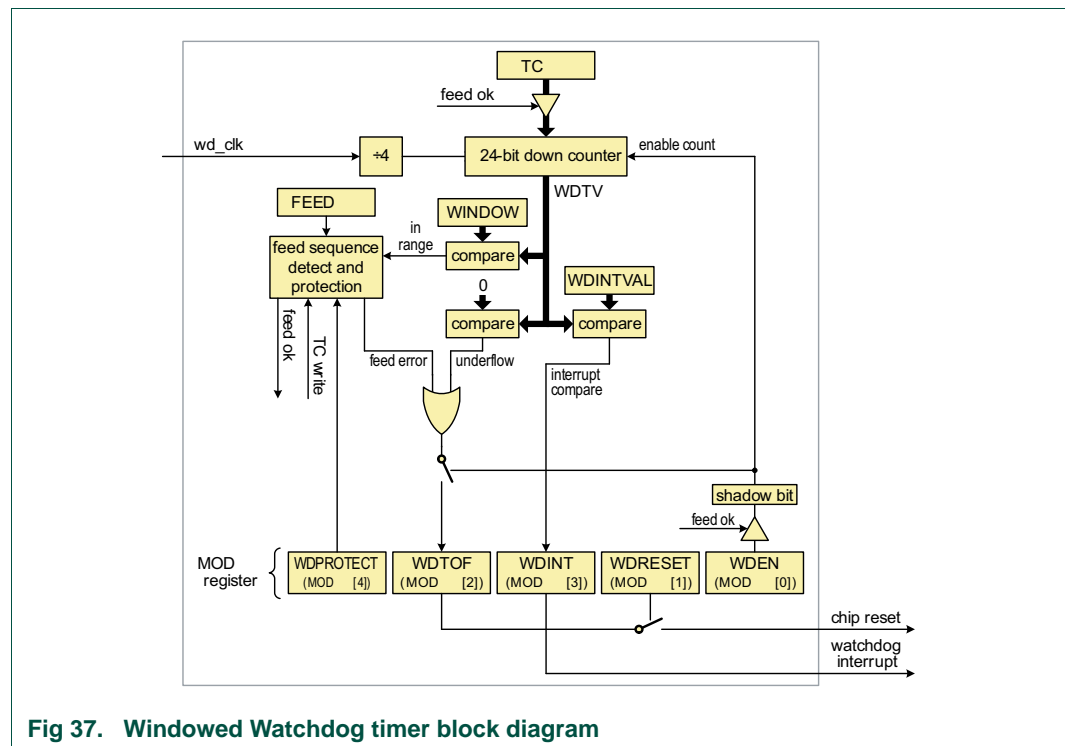 TC
feed ok
wd_clk
÷4
24-bit down counter
enable count
WDTV
FEED
WINDOW
in
range
feed sequence
detect and
protection
compare
WDINTVAL
0
compare
compare
feed ok
TC write
feed error
underflow
interrupt
compare
shadow bit
feed ok
MOD
register
WDPROTECT
(MOD [4])
WDTOF
(MOD [2])
WDINT
(MOD [3])
WDRESET
(MOD [1])
WDEN
(MOD [0])
chip reset
watchdog
interrupt
Fig 37. Windowed Watchdog timer block diagram